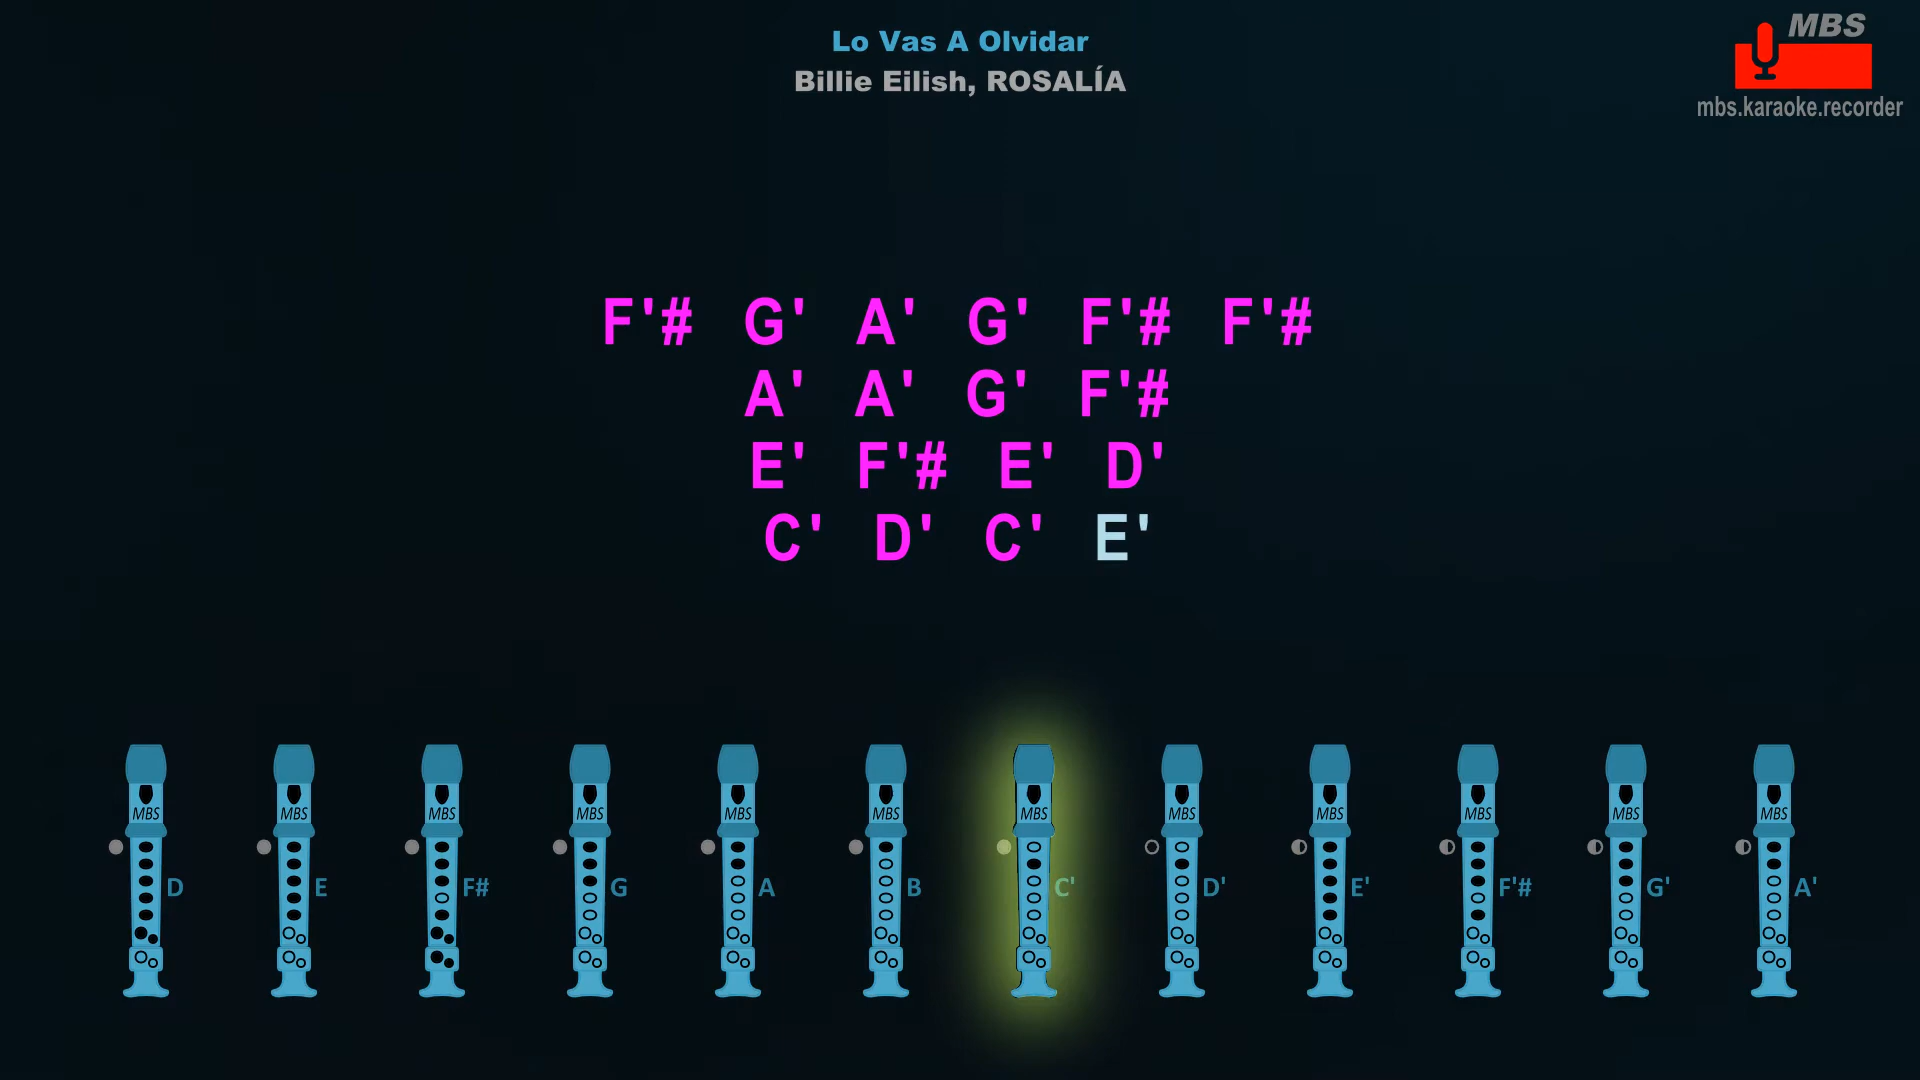 Lo Vas A Olvidar
Billie Eilish, ROSALÍA
MBS
mbs.karaoke.recorder
F'# G' A' G' F'# F'#
A' A' G' F'#
E' F'# E' D'
C' D' C' E'
MBS MBS MBS MBS MBS MBS MBS MBS MBS MBS MBS MBS
D E F# G A B C' D' E' F'# G' A'